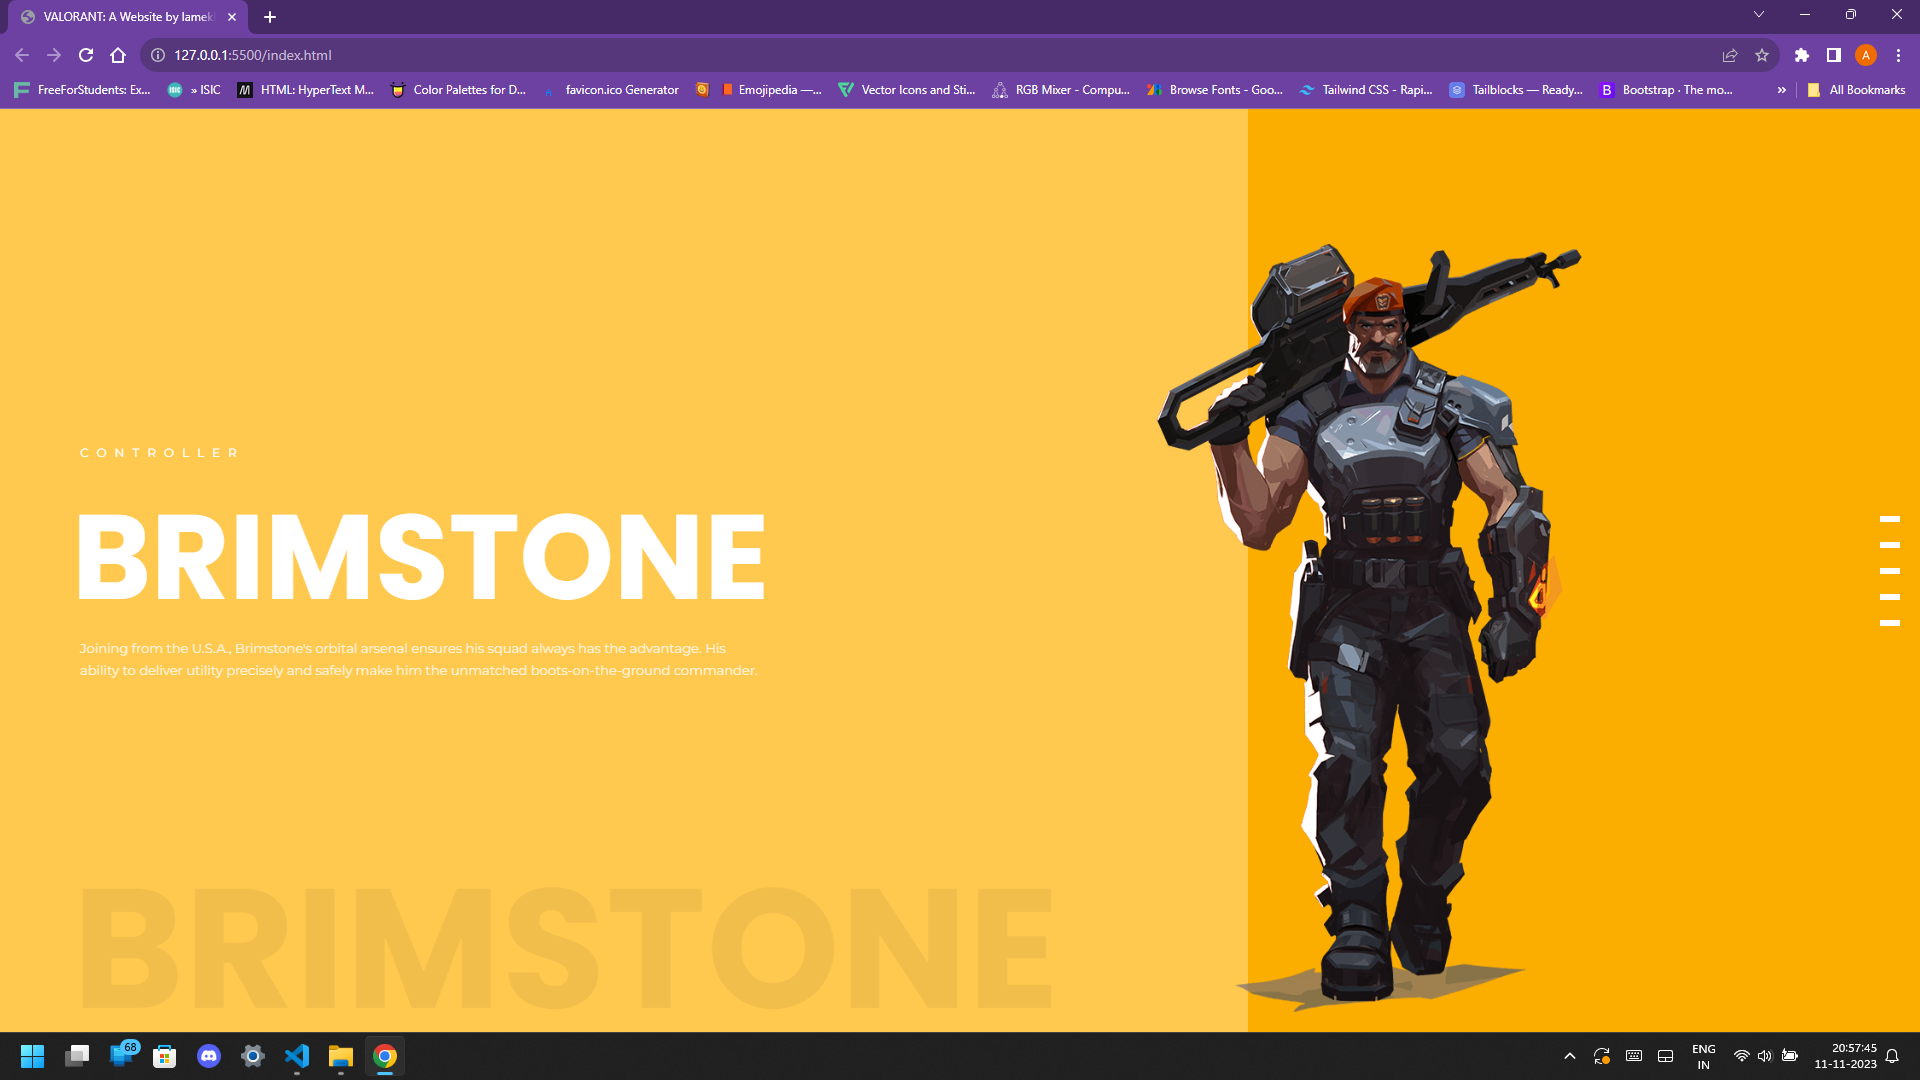 VALORANT: A Website by lamek
127.0.0.1:5500/index.html
FreeForStudents: Ex...
» ISIC
HTML: HyperText M...
Color Palettes for D...
favicon.ico Generator
Emojipedia —...
Vector Icons and Sti...
RGB Mixer - Compu...
Browse Fonts - Goo...
Tailwind CSS - Rapi...
Tailblocks — Ready...
Bootstrap · The mo...
»
All Bookmarks
CONTROLLER
BRIMSTONE
Joining from the U.S.A., Brimstone's orbital arsenal ensures his squad always has the advantage. His
ability to deliver utility precisely and safely make him the unmatched boots-on-the-ground commander.
BRIMSTONE
68
ENG
IN
20:57:45
11-11-2023